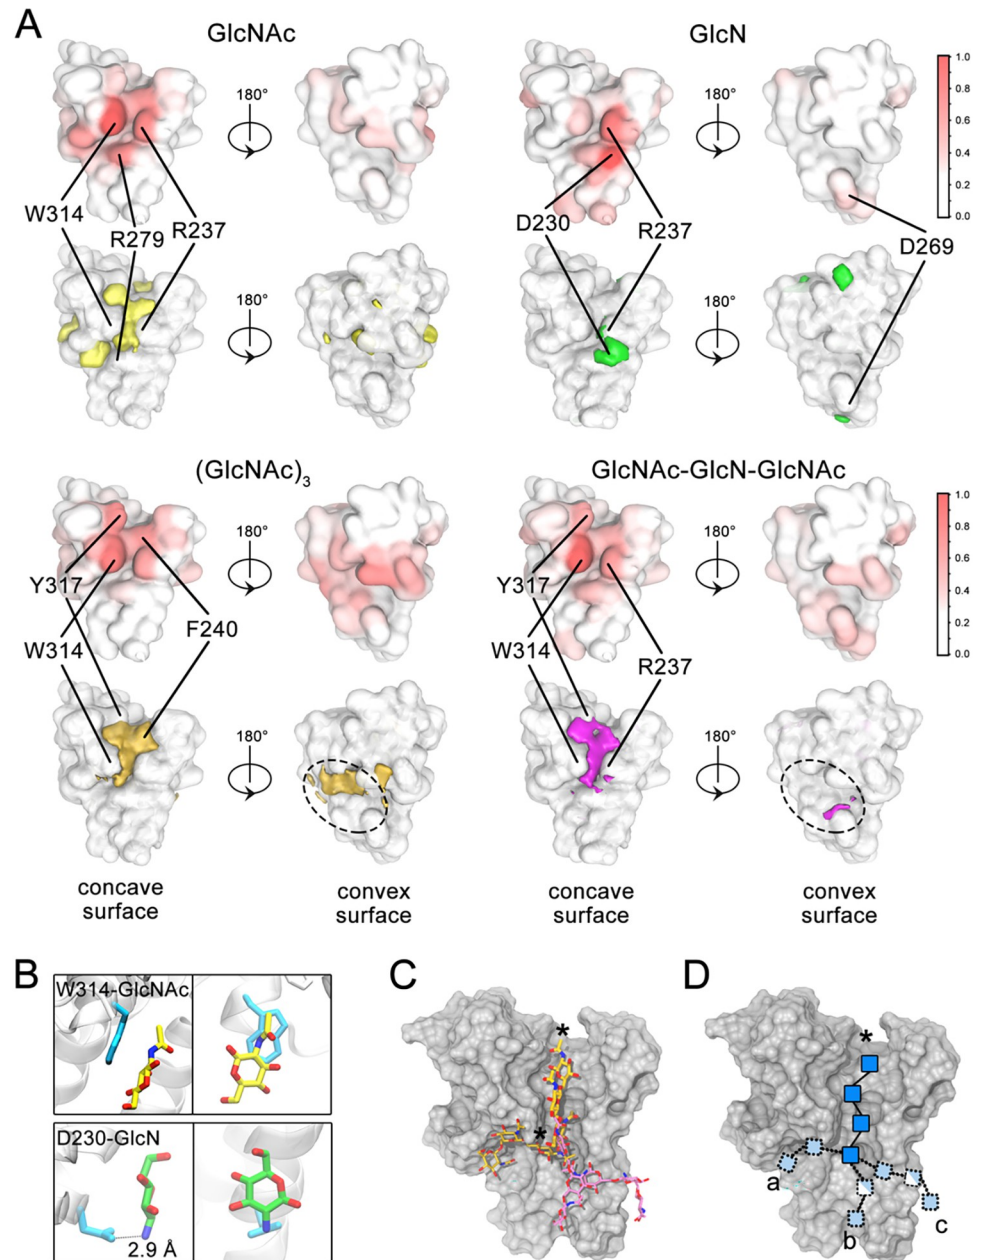 A
GlcNAc
GlcN
180°
180°
1.0
0.8
0.6
0.4
0.2
0.0
W314
R279
R237
D230
R237
D269
180°
180°
(GlcNAc)3
GlcNAc-GlcN-GlcNAc
180°
180°
1.0
0.8
0.6
0.4
0.2
0.0
Y317
F240
W314
Y317
W314
R237
180°
180°
concave
surface
convex
surface
concave
surface
convex
surface
B
W314-GlcNAc
D230-GlcN
2.9 Å
C
*
*
D
*
a
b
c